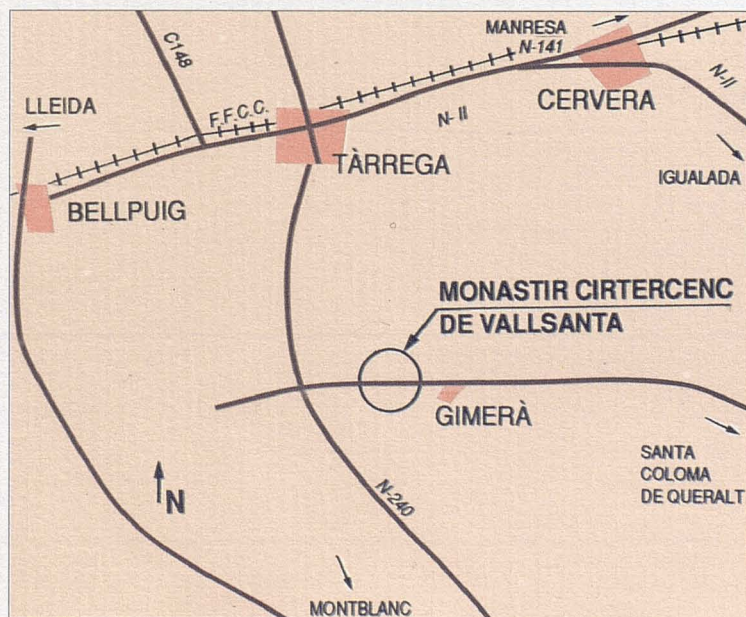 MANRESA
N-141
C148
LLEIDA
F.F.C.C.
N-II
CERVERA
N-II
TÀRREGA
IGUALADA
BELLPUIG
MONASTIR CIRTERCENC
DE VALLSANTA
GIMERÀ
SANTA
COLOMA
DE QUERALT
N-240
N
MONTBLANC